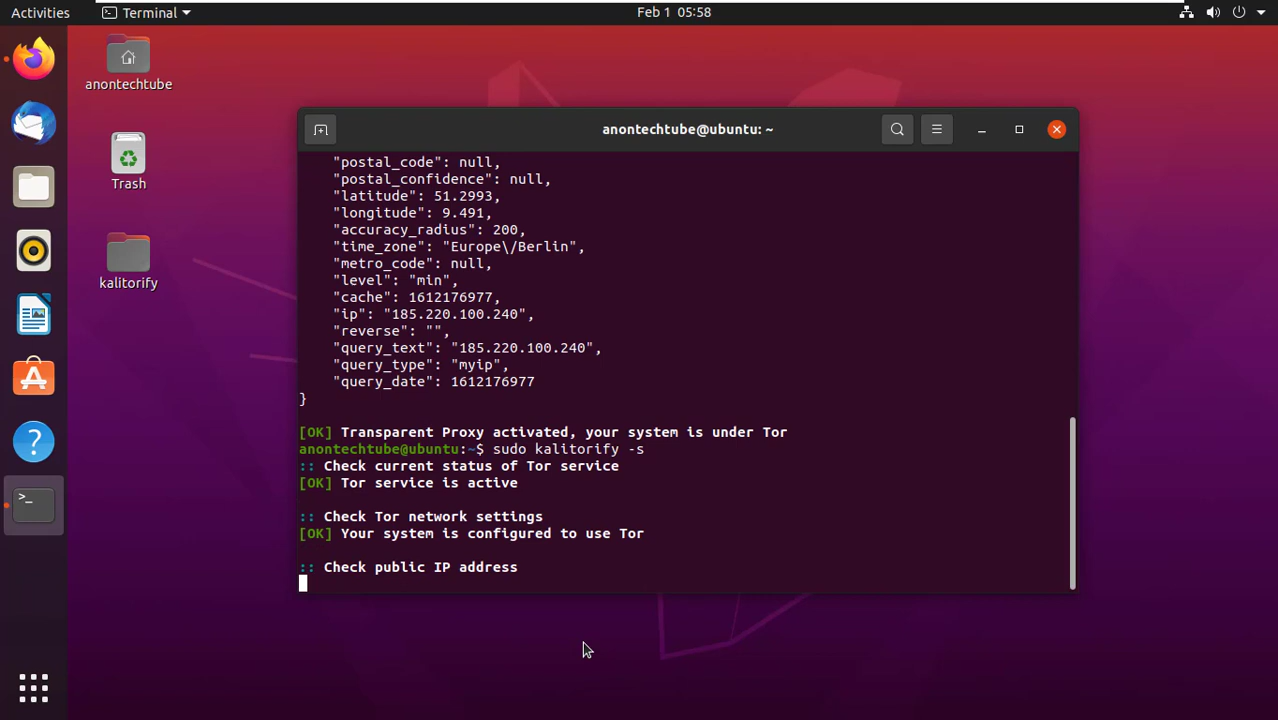 Activities
Terminal
Feb 1 05:58
anontechtube
Trash
kalitorify
anontechtube@ubuntu: ~
"postal_code": null,
"postal_confidence": null,
"latitude": 51.2993,
"longitude": 9.491,
"accuracy_radius": 200,
"time_zone": "Europe\/Berlin",
"metro_code": null,
"level": "min",
"cache": 1612176977,
"ip": "185.220.100.240",
"reverse": "",
"query_text": "185.220.100.240",
"query_type": "myip",
"query_date": 1612176977
}
[OK] Transparent Proxy activated, your system is under Tor
anontechtube@ubuntu:~$ sudo kalitorify -s
:: Check current status of Tor service
[OK] Tor service is active
:: Check Tor network settings
[OK] Your system is configured to use Tor
:: Check public IP address